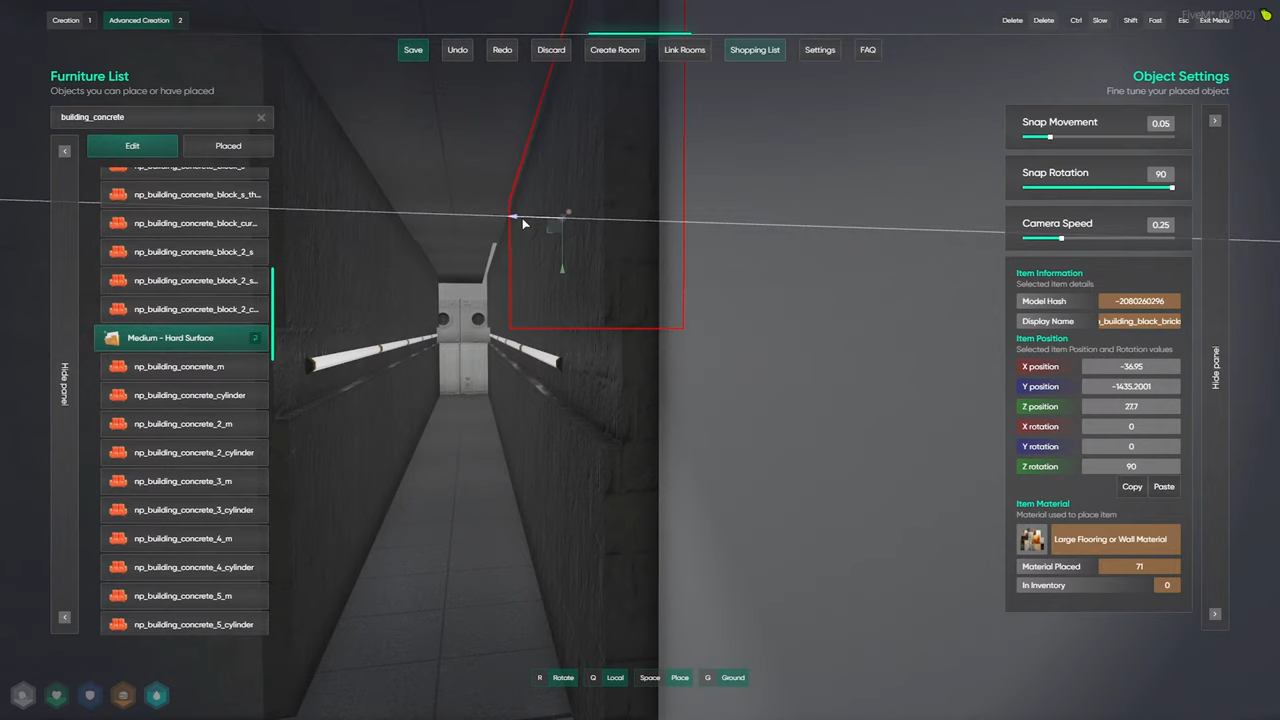 Creation 1
Advanced Creation 2
Delete Delete Ctrl Slow Shift Fast Esc Exit Menu
FiveM* (b2802)
Save
Undo
Redo
Discard
Create Room
Link Rooms
Shopping List
Settings
FAQ
Furniture List
Objects you can place or have placed
building_concrete
Edit
Placed
np_building_concrete_block_s
np_building_concrete_block_s_th...
np_building_concrete_block_cur...
np_building_concrete_block_2_s
np_building_concrete_block_2_s...
np_building_concrete_block_2_c...
Medium - Hard Surface
np_building_concrete_m
np_building_concrete_cylinder
np_building_concrete_2_m
np_building_concrete_2_cylinder
np_building_concrete_3_m
np_building_concrete_3_cylinder
np_building_concrete_4_m
np_building_concrete_4_cylinder
np_building_concrete_5_m
np_building_concrete_5_cylinder
Hide panel
Object Settings
Fine tune your placed object
Snap Movement 0.05
Snap Rotation 90
Camera Speed 0.25
Item Information
Selected item details
Model Hash -2080260296
Display Name _building_black_brick
Item Position
Selected item Position and Rotation values
X position -36.95
Y position -1435.2001
Z position 27.7
X rotation 0
Y rotation 0
Z rotation 90
Copy Paste
Item Material
Material used to place item
Large Flooring or Wall Material
Material Placed 71
In Inventory 0
Hide panel
R Rotate Q Local Space Place G Ground